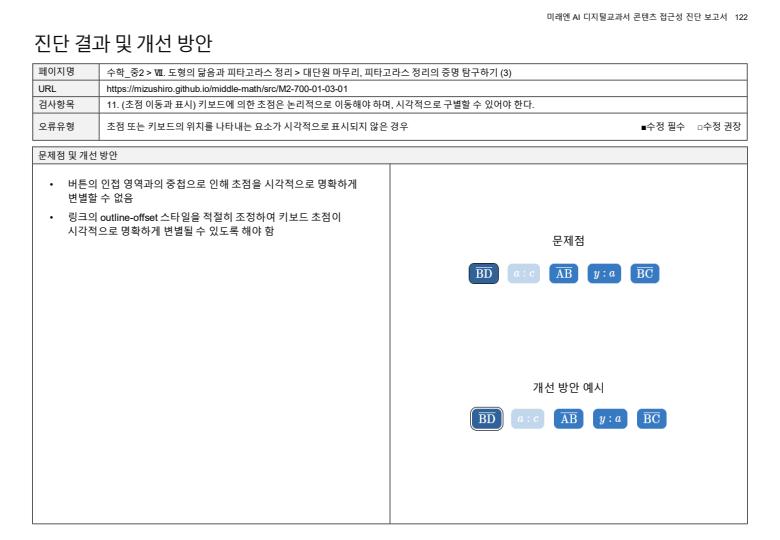 미래엔 AI 디지털교과서 콘텐츠 접근성 진단 보고서 122
진단 결과 및 개선 방안
페이지명 수학_중2 > Ⅶ. 도형의 닮음과 피타고라스 정리 > 대단원 마무리, 피타고라스 정리의 증명 탐구하기 (3)
URL https://mizushiro.github.io/middle-math/src/M2-700-01-03-01
검사항목 11. (초점 이동과 표시) 키보드에 의한 초점은 논리적으로 이동해야 하며, 시각적으로 구별할 수 있어야 한다.
오류유형 초점 또는 키보드의 위치를 나타내는 요소가 시각적으로 표시되지 않은 경우 ■수정 필수 □수정 권장
문제점 및 개선 방안
• 버튼의 인접 영역과의 중첩으로 인해 초점을 시각적으로 명확하게
변별할 수 없음
• 링크의 outline-offset 스타일을 적절히 조정하여 키보드 초점이
시각적으로 명확하게 변별될 수 있도록 해야 함
문제점
B̅D̅ a : c A̅B̅ y : a B̅C̅
개선 방안 예시
B̅D̅ a : c A̅B̅ y : a B̅C̅